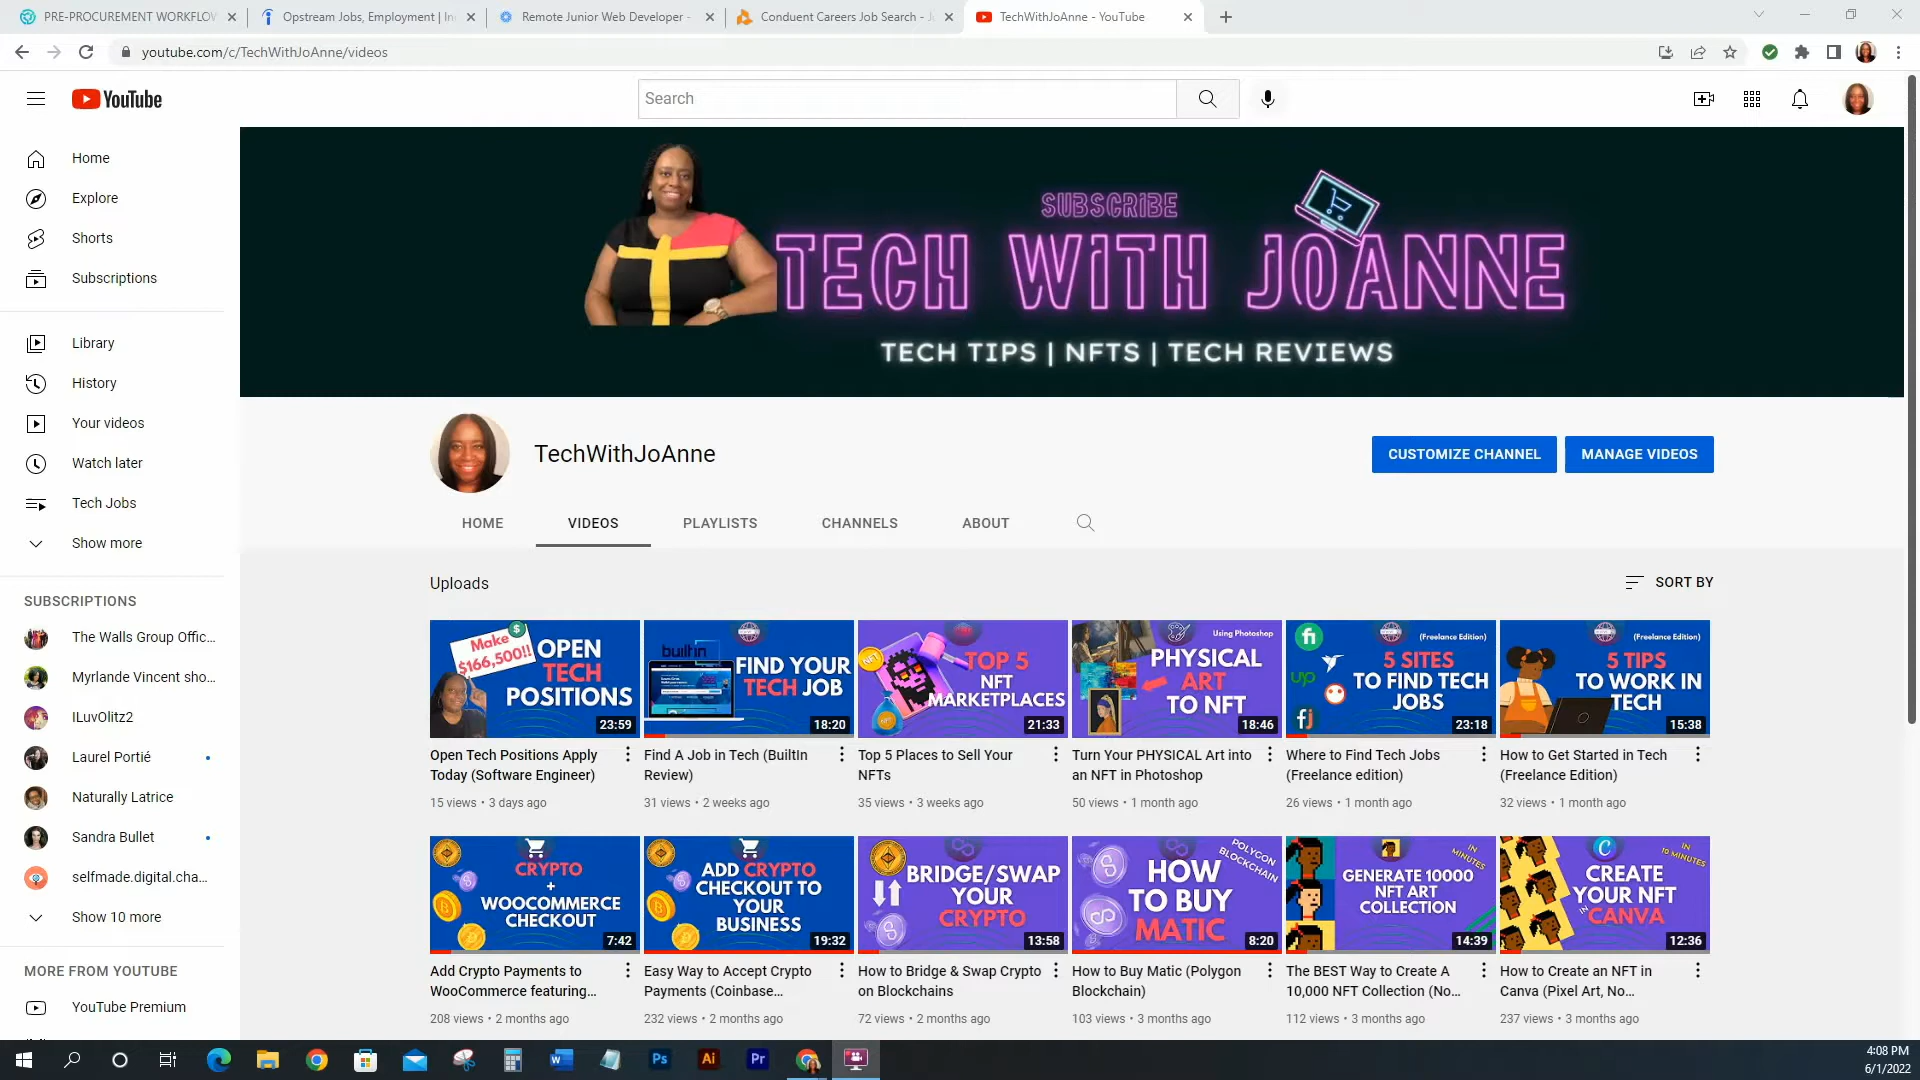 PRE-PROCUREMENT WORKFLOW
Opstream Jobs, Employment | In
Remote Junior Web Developer -
Conduent Careers Job Search - J
TechWithJoAnne - YouTube
youtube.com/c/TechWithJoAnne/videos
YouTube
Search
Home
Explore
Shorts
Subscriptions
Library
History
Your videos
Watch later
Tech Jobs
Show more
SUBSCRIPTIONS
The Walls Group Offic...
Myrlande Vincent sho...
ILuvOlitz2
Laurel Portié
Naturally Latrice
Sandra Bullet
selfmade.digital.cha...
Show 10 more
MORE FROM YOUTUBE
YouTube Premium
SUBSCRIBE
TECH WITH JOANNE
TECH TIPS | NFTS | TECH REVIEWS
TechWithJoAnne
CUSTOMIZE CHANNEL
MANAGE VIDEOS
HOME
VIDEOS
PLAYLISTS
CHANNELS
ABOUT
Uploads
SORT BY
Make
$166,500!!
OPEN
TECH
POSITIONS
23:59
Open Tech Positions Apply
Today (Software Engineer)
15 views • 3 days ago
builtin
FIND YOUR
TECH JOB
18:20
Find A Job in Tech (BuiltIn
Review)
31 views • 2 weeks ago
NFT
TOP 5
NFT
MARKETPLACES
21:33
Top 5 Places to Sell Your
NFTs
35 views • 3 weeks ago
Using Photoshop
PHYSICAL
ART
TO NFT
18:46
Turn Your PHYSICAL Art into
an NFT in Photoshop
50 views • 1 month ago
(Freelance Edition)
fi
up
fj
5 SITES
TO FIND TECH
JOBS
23:18
Where to Find Tech Jobs
(Freelance edition)
26 views • 1 month ago
(Freelance Edition)
5 TIPS
TO WORK IN
TECH
15:38
How to Get Started in Tech
(Freelance Edition)
32 views • 1 month ago
CRYPTO
+
WOOCOMMERCE
CHECKOUT
7:42
Add Crypto Payments to
WooCommerce featuring...
208 views • 2 months ago
ADD CRYPTO
CHECKOUT TO
YOUR
BUSINESS
19:32
Easy Way to Accept Crypto
Payments (Coinbase...
232 views • 2 months ago
BRIDGE/SWAP
YOUR
CRYPTO
13:58
How to Bridge & Swap Crypto
on Blockchains
72 views • 2 months ago
POLYGON
BLOCKCHAIN
HOW
TO BUY
MATIC
8:20
How to Buy Matic (Polygon
Blockchain)
103 views • 3 months ago
IN
MINUTES
GENERATE 10000
NFT ART
COLLECTION
14:39
The BEST Way to Create A
10,000 NFT Collection (No...
112 views • 3 months ago
IN
10 MINUTES
CREATE
YOUR NFT
IN CANVA
12:36
How to Create an NFT in
Canva (Pixel Art, No...
237 views • 3 months ago
Ps
Ai
Pr
4:08 PM
6/1/2022